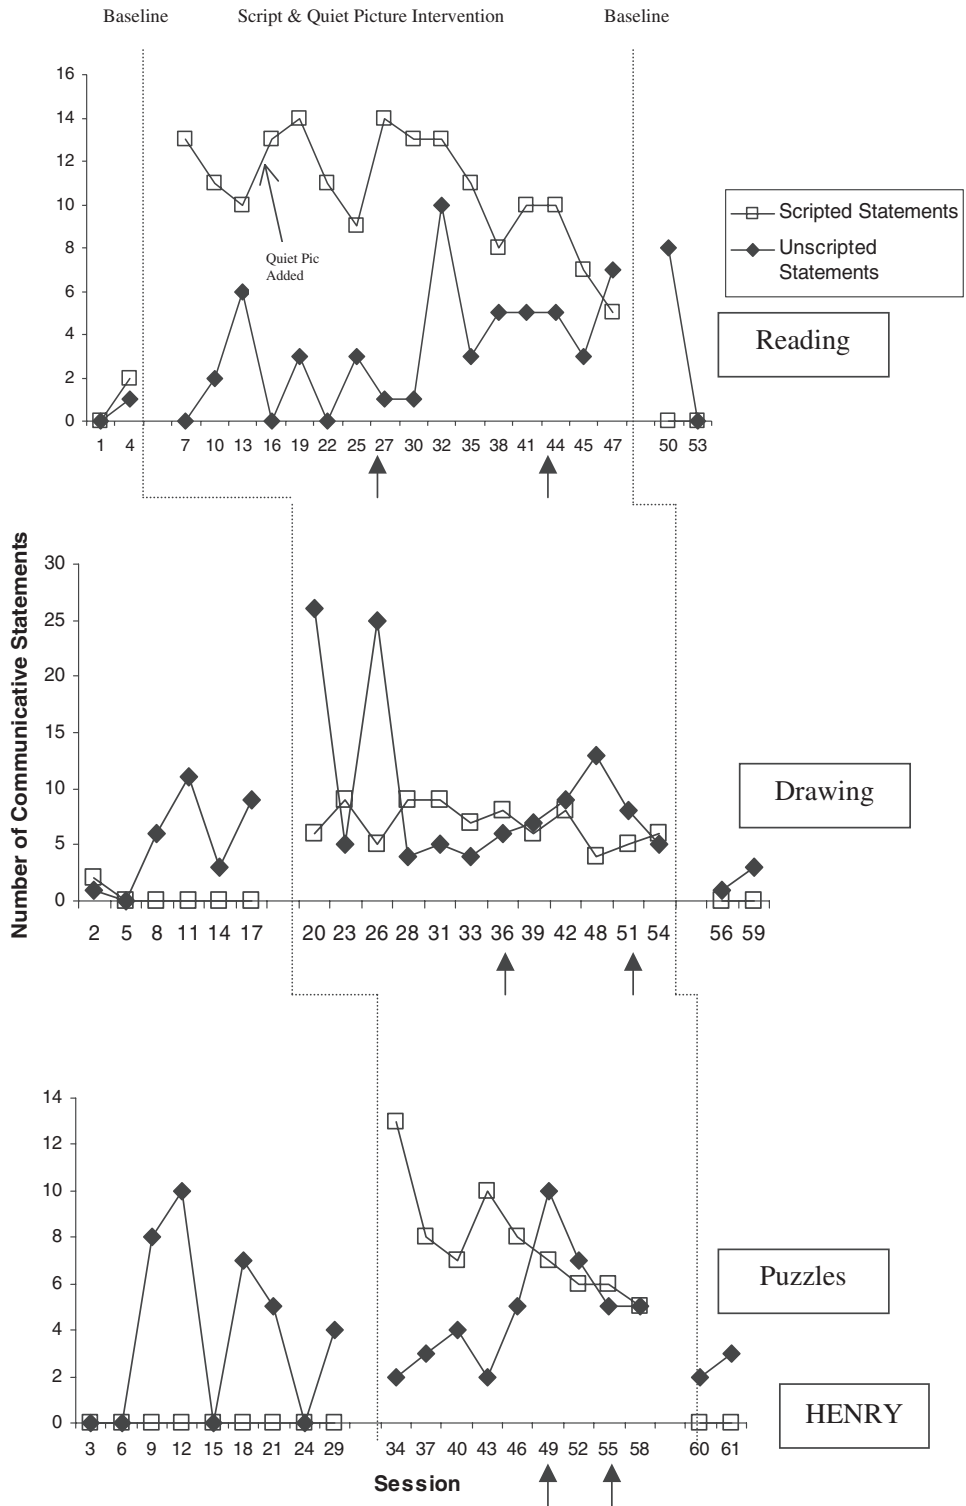 Baseline Script & Quiet Picture Intervention Baseline
16
14
12
10
8
6
4
2
0
Quiet Pic
Added
1 4 7 10 13 16 19 22 25 27 30 32 35 38 41 44 45 47 50 53
Scripted Statements
Unscripted
Statements
Reading
Number of Communicative Statements
30
25
20
15
10
5
0
2 5 8 11 14 17 20 23 26 28 31 33 36 39 42 48 51 54 56 59
Drawing
14
12
10
8
6
4
2
0
3 6 9 12 15 18 21 24 29 34 37 40 43 46 49 52 55 58 60 61
Puzzles
HENRY
Session